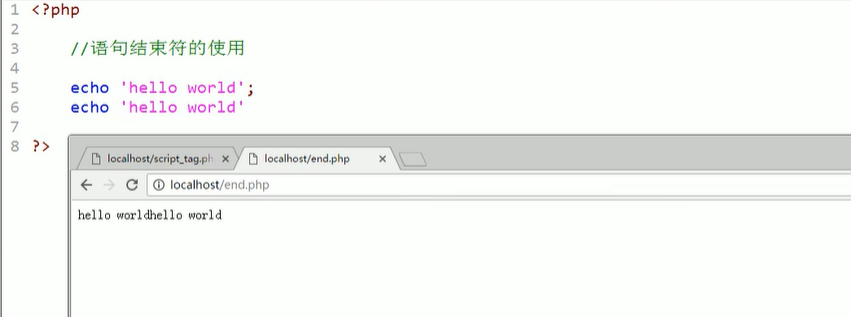 1 <?php
2
3 //语句结束符的使用
4
5 echo 'hello world';
6 echo 'hello world'
7
8 ?>
localhost/script_tag.ph
localhost/end.php
localhost/end.php
hello worldhello world